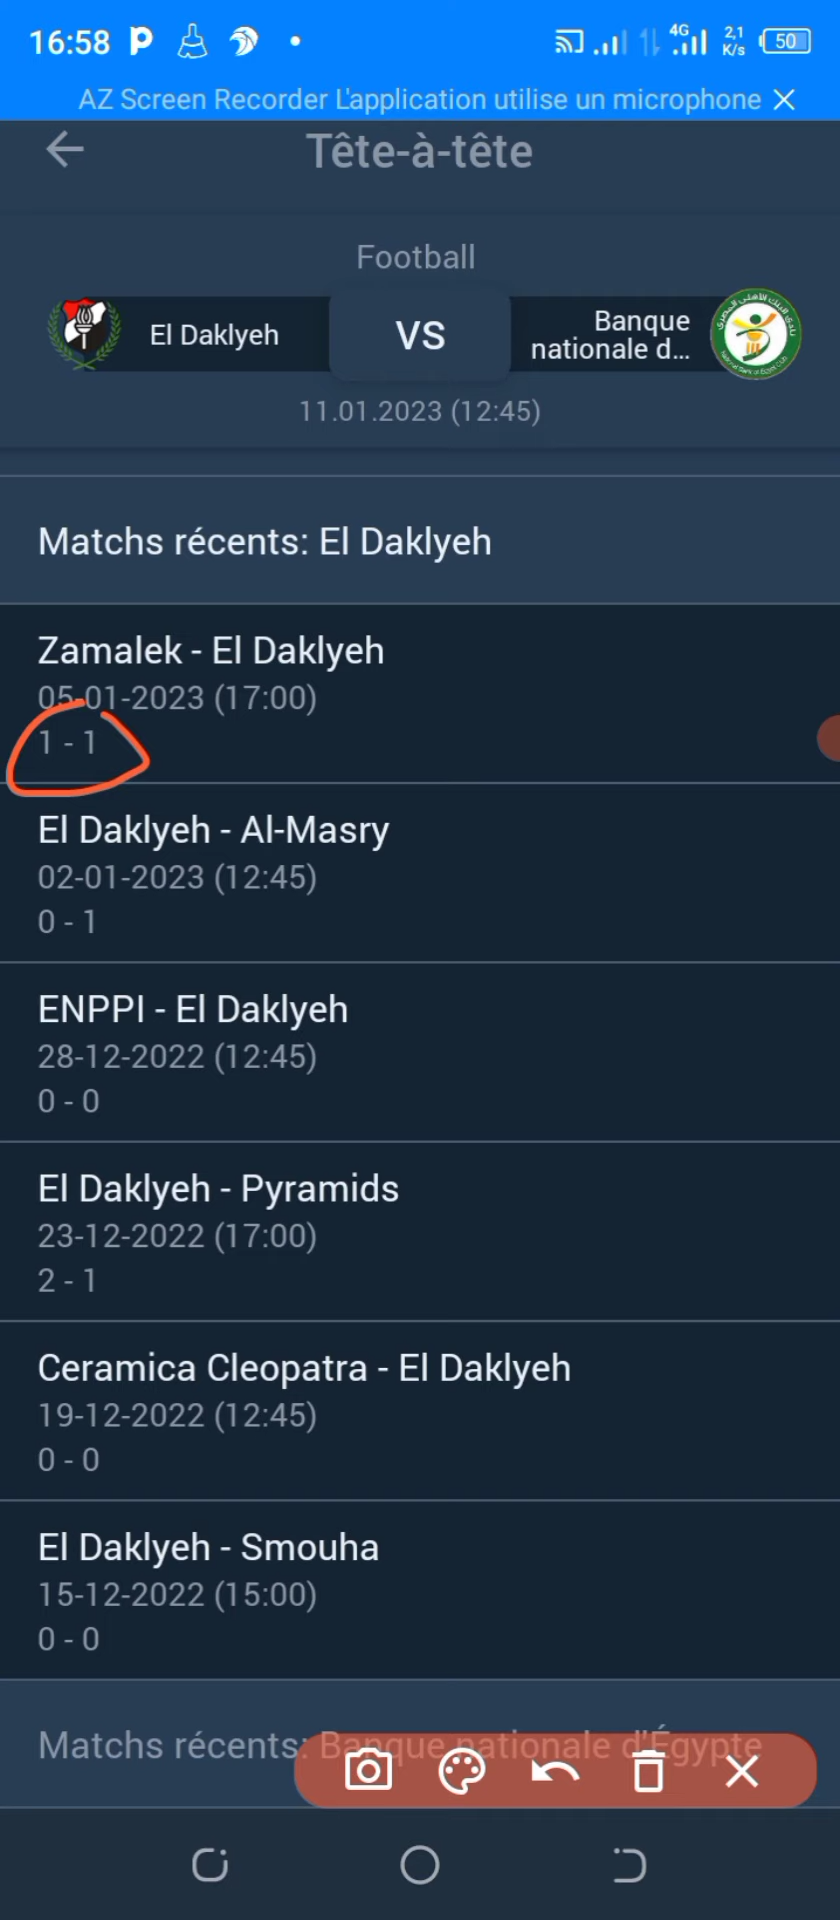 16:58
4G
2,1
K/s
50
AZ Screen Recorder L'application utilise un microphone
Tête-à-tête
Football
El Daklyeh
VS
Banque
nationale d...
11.01.2023 (12:45)
Matchs récents: El Daklyeh
Zamalek - El Daklyeh
05-01-2023 (17:00)
1 - 1
El Daklyeh - Al-Masry
02-01-2023 (12:45)
0 - 1
ENPPI - El Daklyeh
28-12-2022 (12:45)
0 - 0
El Daklyeh - Pyramids
23-12-2022 (17:00)
2 - 1
Ceramica Cleopatra - El Daklyeh
19-12-2022 (12:45)
0 - 0
El Daklyeh - Smouha
15-12-2022 (15:00)
0 - 0
Matchs récents: Banque nationale d'Égypte